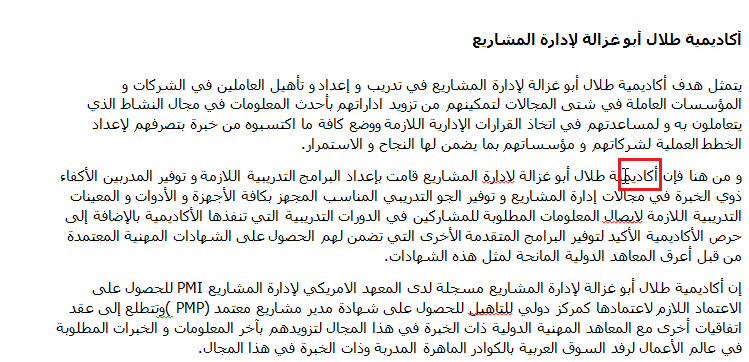 أكاديمية طلال أبو غزالة لإدارة المشاريع
يتمثل هدف أكاديمية طلال أبو غزالة لإدارة المشاريع في تدريب و إعداد و تأهيل العاملين في الشركات و
المؤسسات العاملة في شتى المجالات لتمكينهم من تزويد اداراتهم بأحدث المعلومات في مجال النشاط الذي
يتعاملون به و لمساعدتهم في اتخاذ القرارات الإدارية اللازمة ووضع كافة ما اكتسبوه من خبرة بتصرفهم لإعداد
الخطط العملية لشركاتهم و مؤسساتهم بما يضمن لها النجاح و الاستمرار.
و من هنا فإن أكاديمية طلال أبو غزالة لادارة المشاريع قامت بإعداد البرامج التدريبية اللازمة و توفير المدربين الأكفاء
ذوي الخبرة في مجالات إدارة المشاريع و توفير الجو التدريبي المناسب المجهز بكافة الأجهزة و الأدوات و المعينات
التدريبية اللازمة لايصال المعلومات المطلوبة للمشاركين في الدورات التدريبية التي تنفذها الأكاديمية بالإضافة إلى
حرص الأكاديمية الأكيد لتوفير البرامج المتقدمة الأخرى التي تضمن لهم الحصول على الشهادات المهنية المعتمدة
من قبل أعرق المعاهد الدولية المانحة لمثل هذه الشهادات.
إن أكاديمية طلال أبو غزالة لإدارة المشاريع مسجلة لدى المعهد الامريكي لإدارة المشاريع PMI للحصول على
الاعتماد اللازم لاعتمادها كمركز دولي للتاهيل للحصول على شهادة مدير مشاريع معتمد (PMP )وتتطلع إلى عقد
اتفاقيات أخرى مع المعاهد المهنية الدولية ذات الخبرة في هذا المجال لتزويدهم بآخر المعلومات و الخبرات المطلوبة
في عالم الأعمال لرفد السوق العربية بالكوادر الماهرة المدربة وذات الخبرة في هذا المجال.